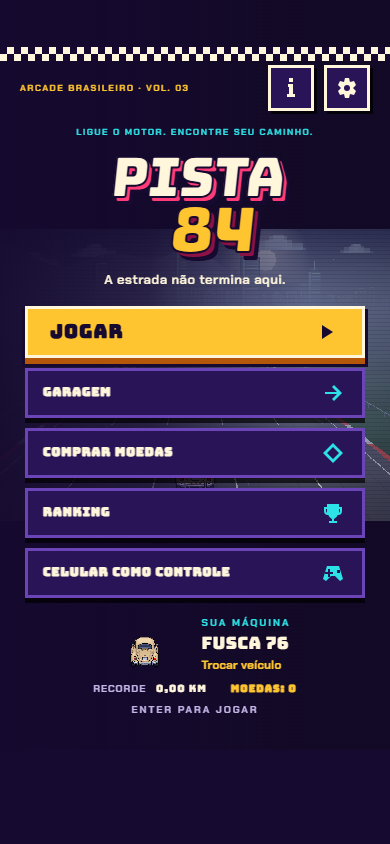 ARCADE BRASILEIRO · VOL. 03
LIGUE O MOTOR. ENCONTRE SEU CAMINHO.
PISTA
84
A estrada não termina aqui.
JOGAR
GARAGEM
COMPRAR MOEDAS
RANKING
CELULAR COMO CONTROLE
SUA MÁQUINA
FUSCA 76
Trocar veículo
RECORDE 0,00 KM MOEDAS: 0
ENTER PARA JOGAR